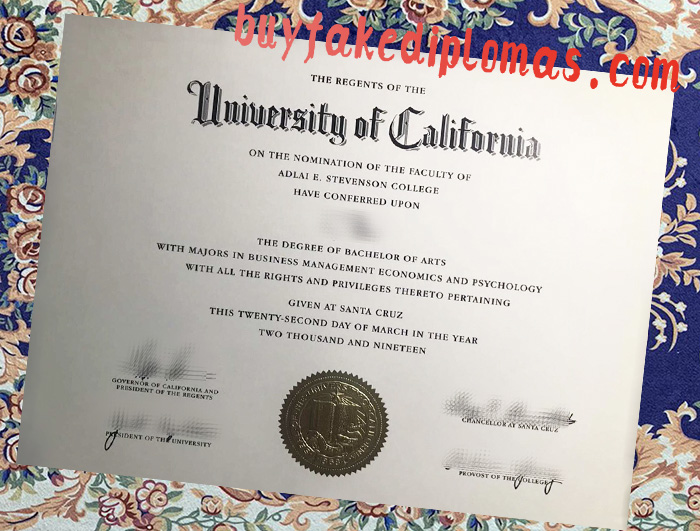 buyfakediplomas.com
THE REGENTS OF THE
University of California
ON THE NOMINATION OF THE FACULTY OF
ADLAI E. STEVENSON COLLEGE
HAVE CONFERRED UPON
THE DEGREE OF BACHELOR OF ARTS
WITH MAJORS IN BUSINESS MANAGEMENT ECONOMICS AND PSYCHOLOGY
WITH ALL THE RIGHTS AND PRIVILEGES THERETO PERTAINING
GIVEN AT SANTA CRUZ
THIS TWENTY-SECOND DAY OF MARCH IN THE YEAR
TWO THOUSAND AND NINETEEN
GOVERNOR OF CALIFORNIA AND
PRESIDENT OF THE REGENTS
PRESIDENT OF THE UNIVERSITY
CHANCELLOR AT SANTA CRUZ
PROVOST OF THE COLLEGE